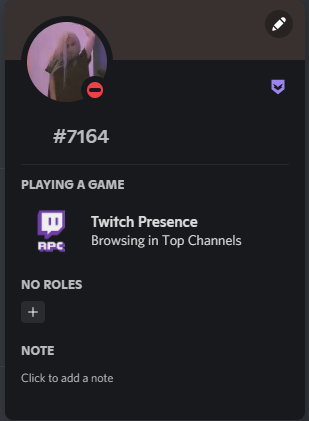 #7164
PLAYING A GAME
RPC
Twitch Presence
Browsing in Top Channels
NO ROLES
+
NOTE
Click to add a note